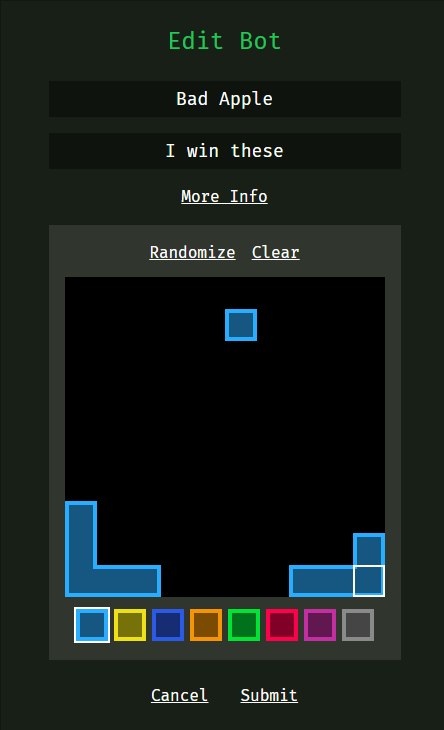 Edit Bot
Bad Apple
I win these
More Info
Randomize Clear
Cancel Submit